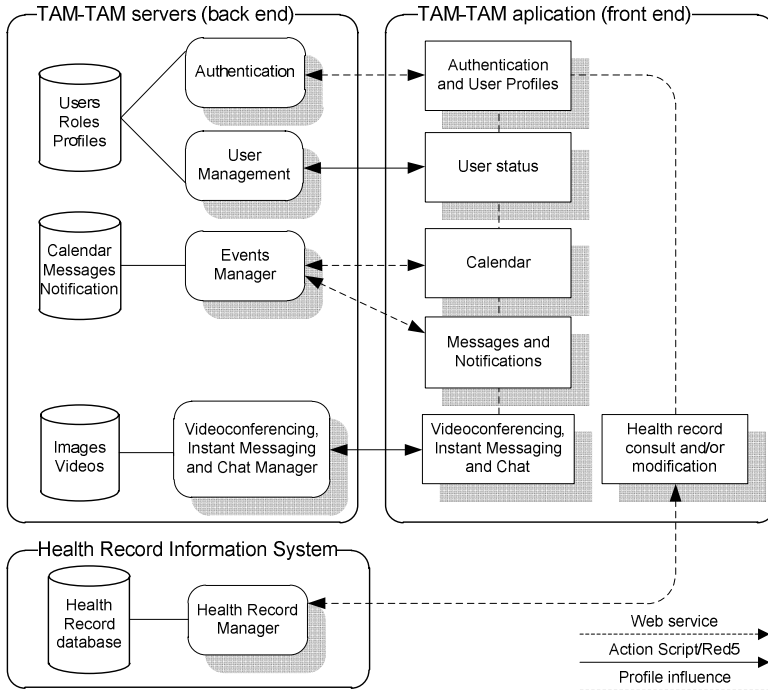 TAM-TAM servers (back end)
TAM-TAM aplication (front end)
Users
Roles
Profiles
Authentication
User
Management
Authentication
and User Profiles
User status
Calendar
Messages
Notification
Events
Manager
Calendar
Messages and
Notifications
Images
Videos
Videoconferencing,
Instant Messaging
and Chat Manager
Videoconferencing,
Instant Messaging
and Chat
Health record
consult and/or
modification
Health Record Information System
Health
Record
database
Health Record
Manager
Web service
Action Script/Red5
Profile influence